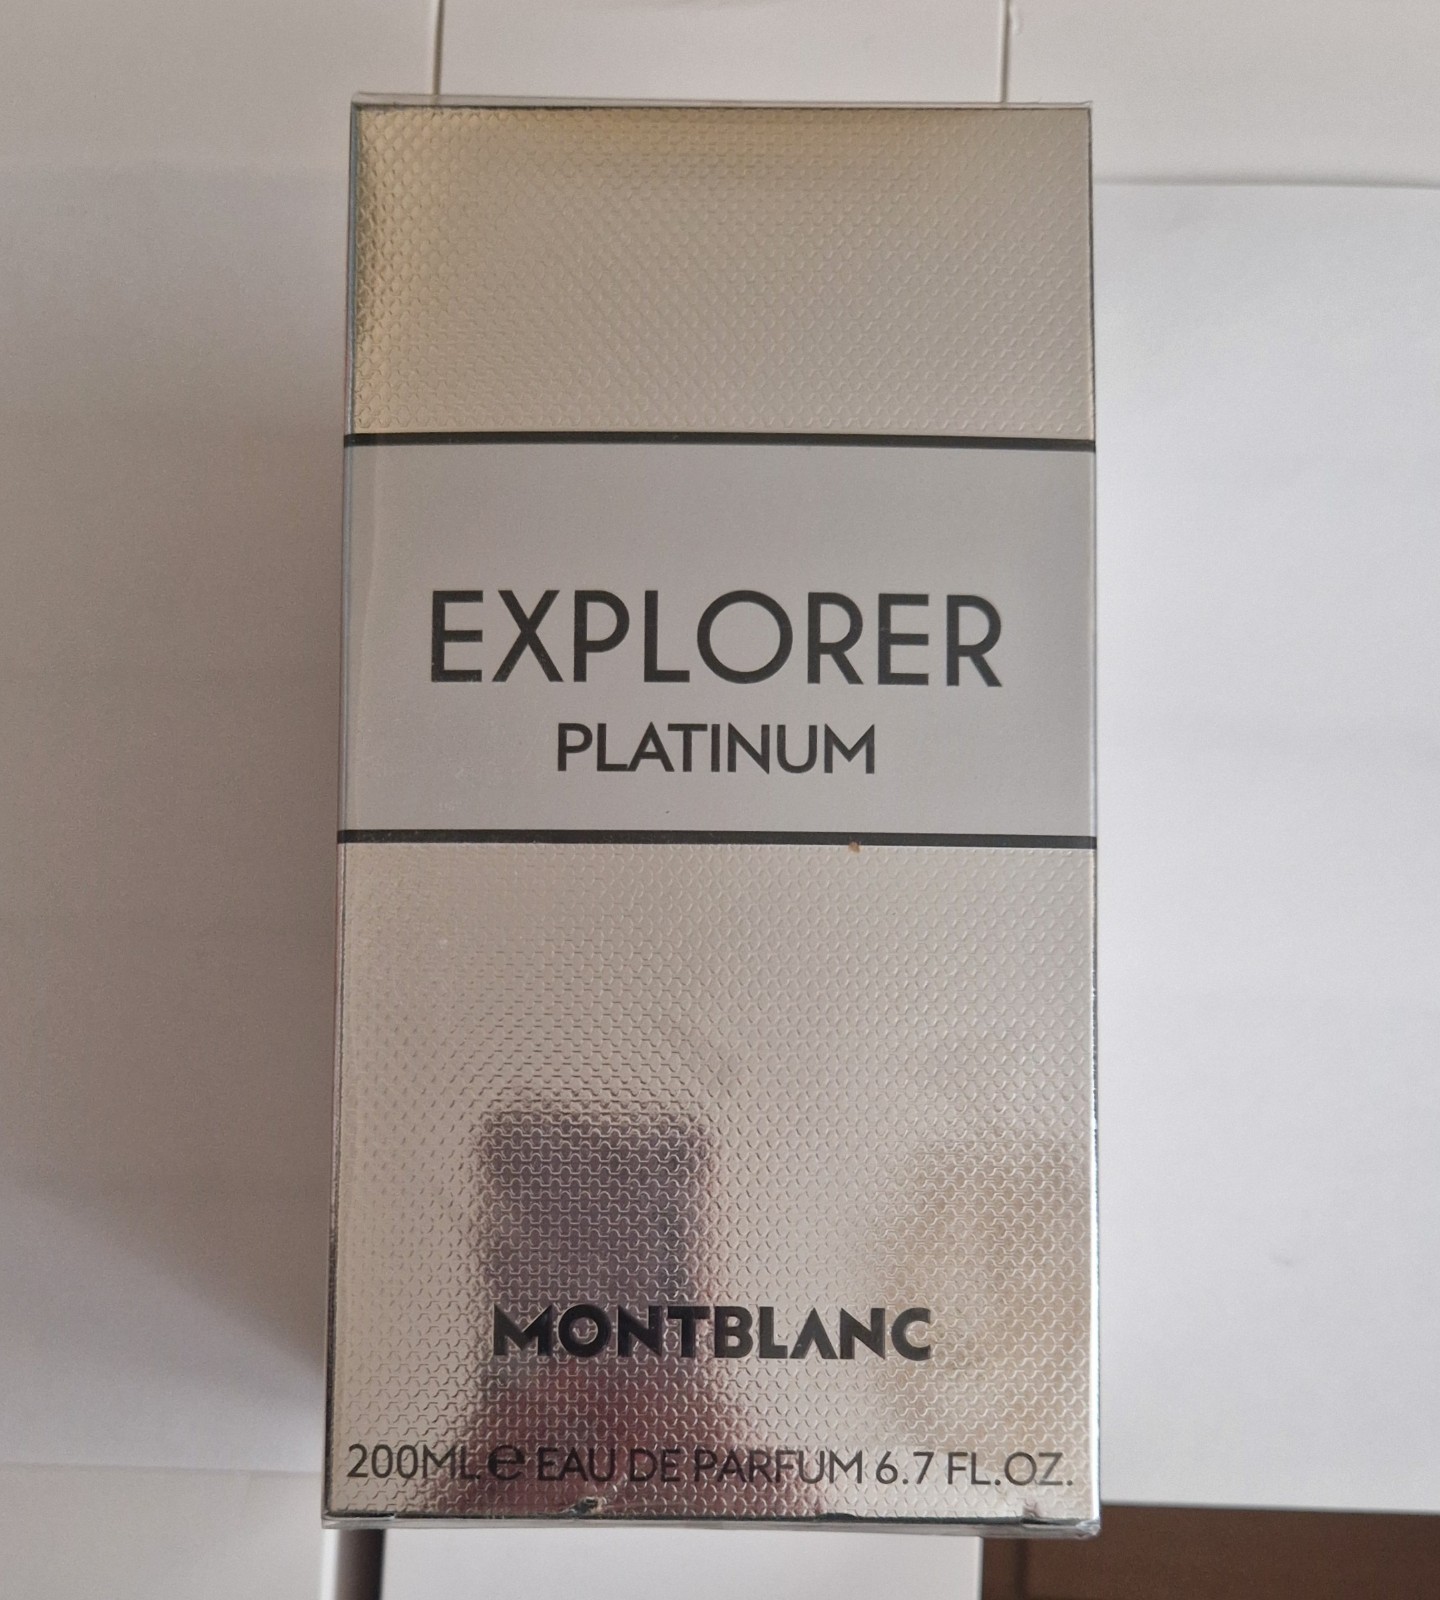 EXPLORER
PLATINUM
MONTBLANC
200ML e EAU DE PARFUM 6.7 FL.OZ.